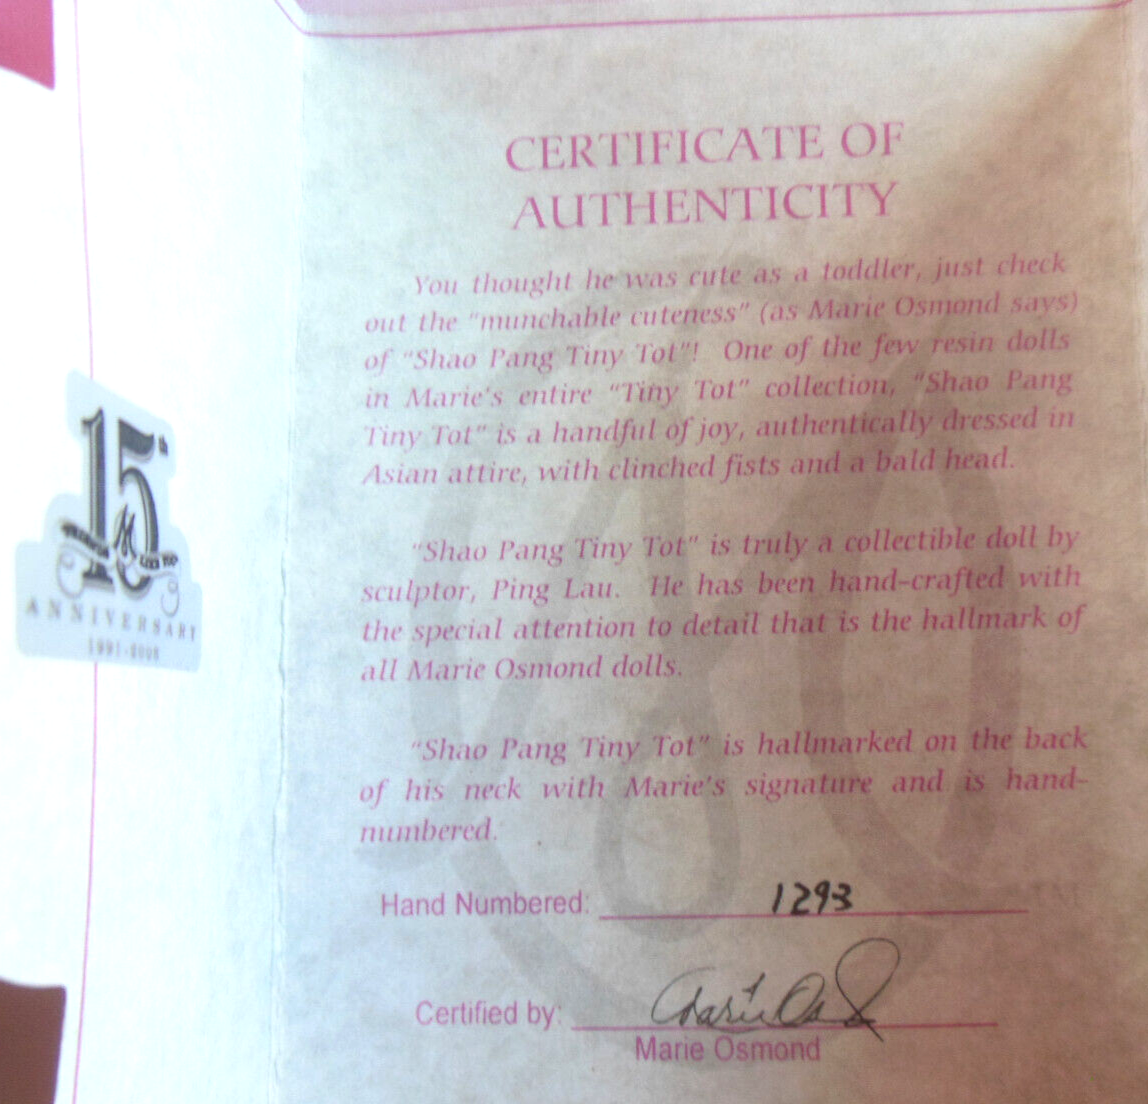 CERTIFICATE OF
AUTHENTICITY
You thought he was cute as a toddler, just check
out the "munchable cuteness" (as Marie Osmond says)
of "Shao Pang Tiny Tot"! One of the few resin dolls
in Marie's entire "Tiny Tot" collection, "Shao Pang
Tiny Tot" is a handful of joy, authentically dressed in
Asian attire, with clinched fists and a bald head.
"Shao Pang Tiny Tot" is truly a collectible doll by
sculptor, Ping Lau. He has been hand-crafted with
the special attention to detail that is the hallmark of
all Marie Osmond dolls.
"Shao Pang Tiny Tot" is hallmarked on the back
of his neck with Marie's signature and is hand-
numbered.
Hand Numbered: 1293
Certified by: Marie Osmond
Marie Osmond
15
ANNIVERSARY